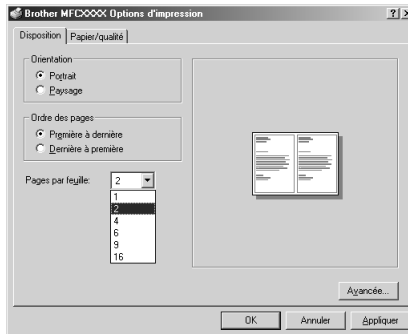 Brother MFCXXXX Options d'impression
Disposition Papier/qualité
Orientation
Portrait
Paysage
Ordre des pages
Première à dernière
Dernière à première
Pages par feuille: 2
1
2
4
6
9
16
Avancée...
OK Annuler Appliquer